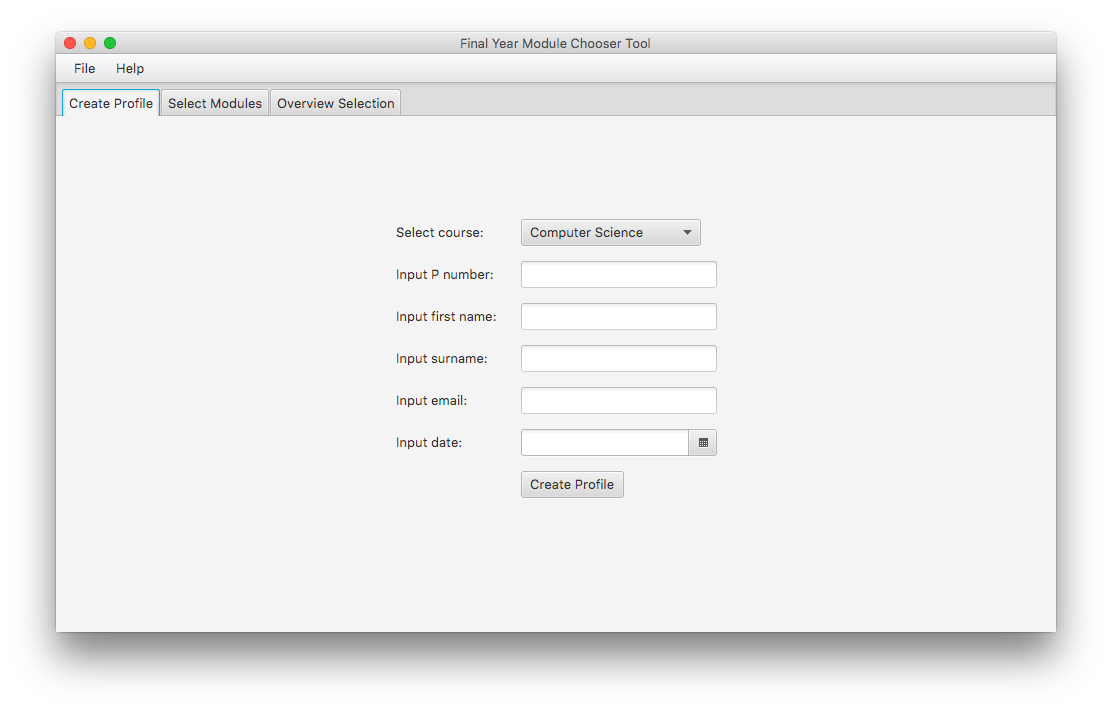 Final Year Module Chooser Tool
File Help
Create Profile Select Modules Overview Selection
Select course: Computer Science
Input P number:
Input first name:
Input surname:
Input email:
Input date:
Create Profile